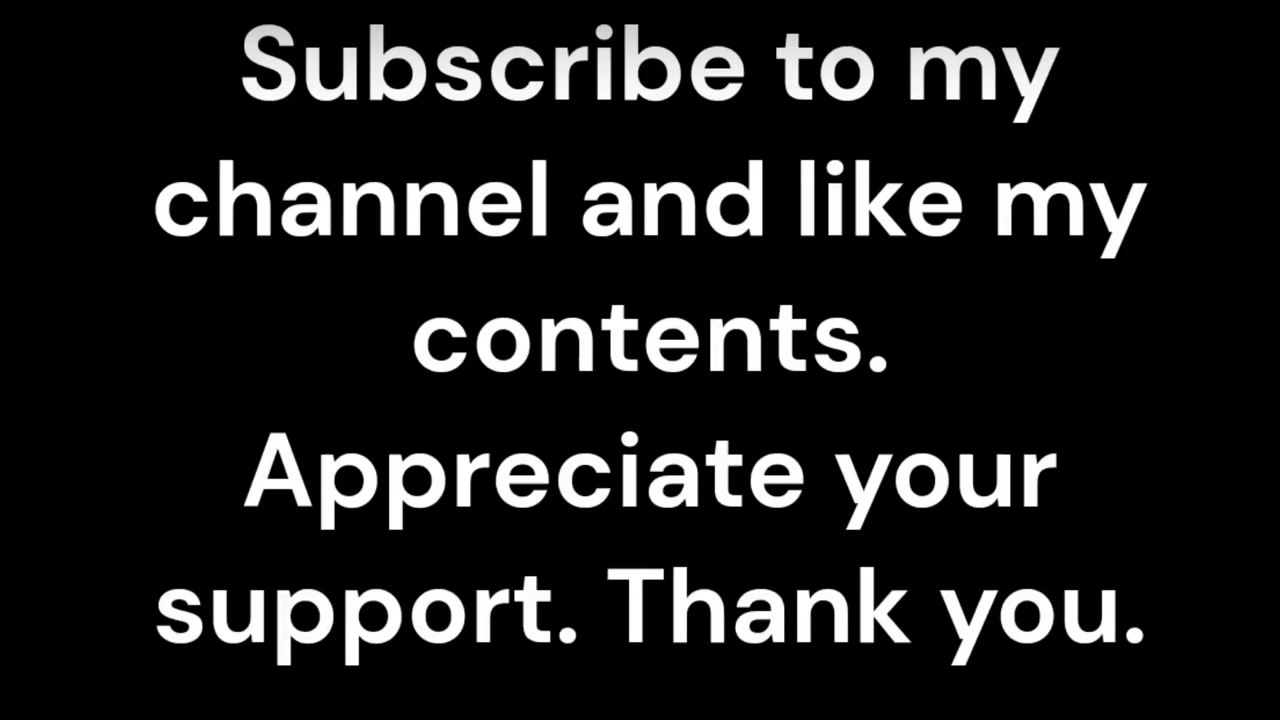 Subscribe to my
channel and like my
contents.
Appreciate your
support. Thank you.